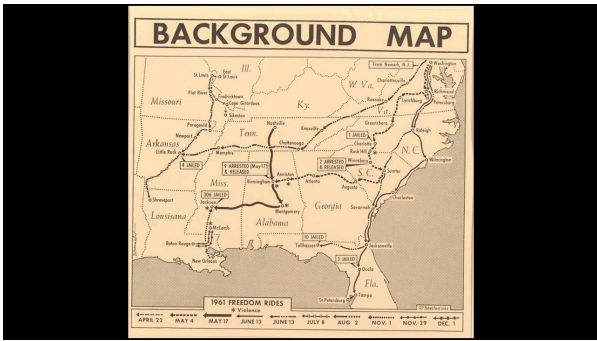 BACKGROUND MAP
From Newark, N.J.
Washington
Ill.
East
St. Louis
St. Louis
W. Va.
Charlottesville
Richmond
Flat River
Fredricktown
Cape Girardeau
Roanoke
Lynchburg
Petersburg
Missouri
Ky.
Va.
Sikeston
Paragould
Nashville
Knoxville
Greensboro
Raleigh
Newport
Tenn.
1 JAILED
Charlotte
N. C.
Arkansas
Chattanooga
Rock Hill
Little Rock
Memphis
Wilmington
4 JAILED
9 ARRESTED (May 17)
& RELEASED
2 ARRESTED
& RELEASED
Winnsboro
Sumter
Anniston
S. C.
Birmingham
Atlanta
Augusta
Miss.
306 JAILED
Shreveport
Jackson
Georgia
Charleston
Montgomery
Savannah
Louisiana
McComb
Alabama
10 JAILED
Baton Rouge
Tallahassee
Jacksonville
New Orleans
5 JAILED
Ocala
Fla.
1961 FREEDOM RIDES
* Violence
St. Petersburg
Tampa
AP Newsfeatures
APRIL 22 MAY 4 MAY 17 JUNE 13 JUNE 13 JULY 8 AUG 2 NOV. 1 NOV. 29 DEC. 1